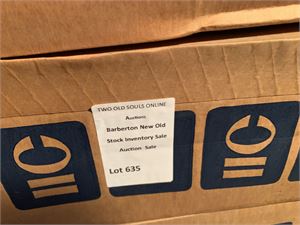 TWO OLD SOULS ONLINE
Auctions
Barberton New Old
Stock Inventory Sale
Auction Sale
Lot 635